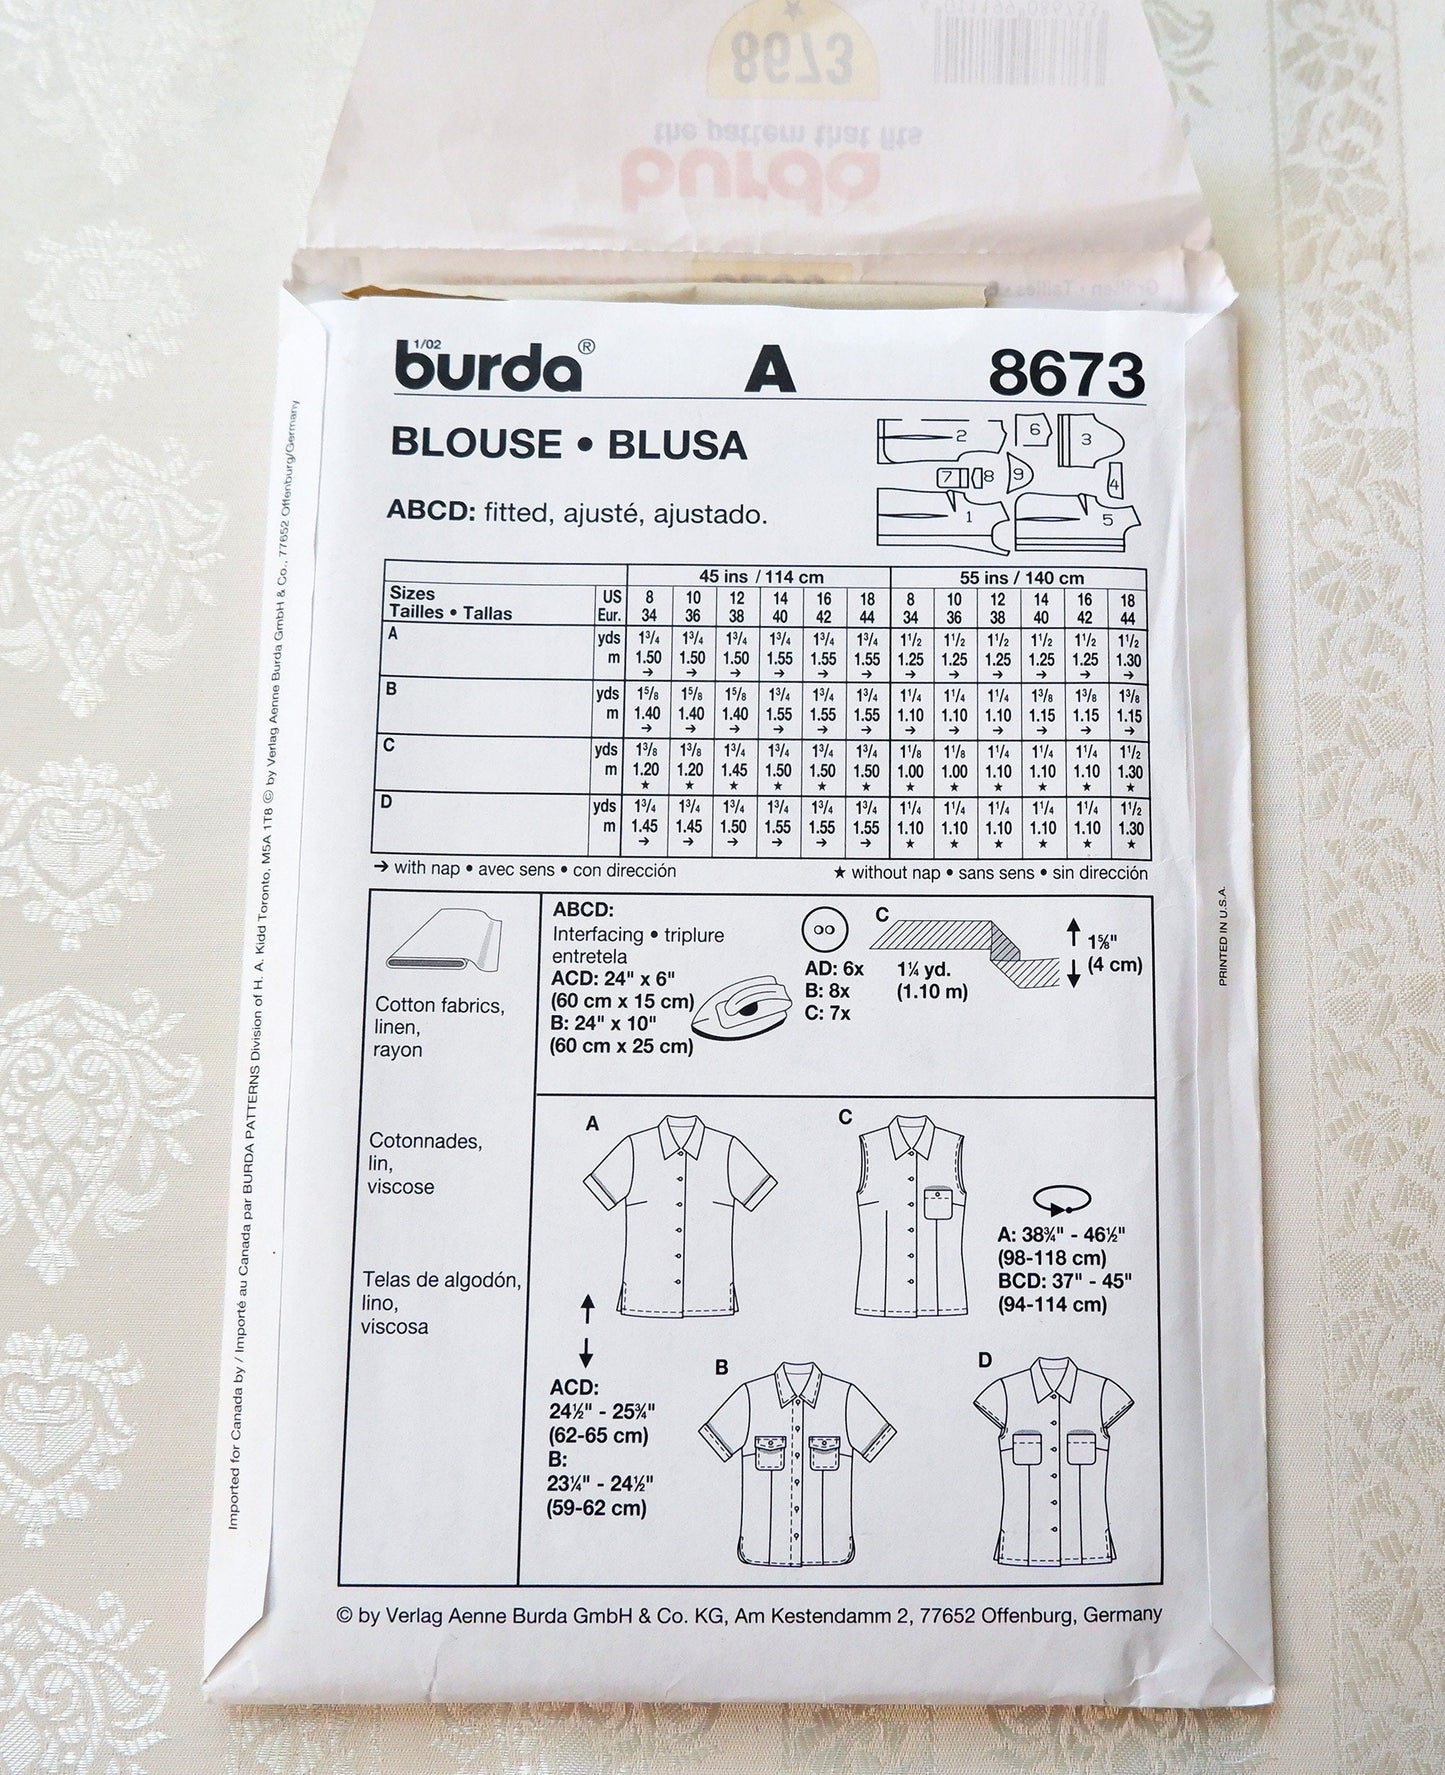 6 011199 086733
8673
the pattern that fits
burda
1/02
burda® A 8673
BLOUSE • BLUSA
ABCD: fitted, ajusté, ajustado.
2 6 3
7 8 9 4
1 5
45 ins / 114 cm 55 ins / 140 cm
Sizes US 8 10 12 14 16 18 8 10 12 14 16 18
Tailles • Tallas Eur. 34 36 38 40 42 44 34 36 38 40 42 44
A yds 1³/₄ 1³/₄ 1³/₄ 1³/₄ 1³/₄ 1³/₄ 1¹/₂ 1¹/₂ 1¹/₂ 1¹/₂ 1¹/₂ 1¹/₂
m 1.50 1.50 1.50 1.55 1.55 1.55 1.25 1.25 1.25 1.25 1.25 1.30
→ → → → → → → → → → → →
B yds 1⁵/₈ 1⁵/₈ 1⁵/₈ 1³/₄ 1³/₄ 1³/₄ 1¹/₄ 1¹/₄ 1¹/₄ 1³/₈ 1³/₈ 1³/₈
m 1.40 1.40 1.40 1.55 1.55 1.55 1.10 1.10 1.10 1.15 1.15 1.15
→ → → → → → → → → → → →
C yds 1³/₈ 1³/₈ 1³/₄ 1³/₄ 1³/₄ 1³/₄ 1¹/₈ 1¹/₈ 1¹/₄ 1¹/₄ 1¹/₄ 1¹/₂
m 1.20 1.20 1.45 1.50 1.50 1.50 1.00 1.00 1.10 1.10 1.10 1.30
★ ★ ★ ★ ★ ★ ★ ★ ★ ★ ★ ★
D yds 1³/₄ 1³/₄ 1³/₄ 1³/₄ 1³/₄ 1³/₄ 1¹/₄ 1¹/₄ 1¹/₄ 1¹/₄ 1¹/₄ 1¹/₂
m 1.45 1.45 1.50 1.55 1.55 1.55 1.10 1.10 1.10 1.10 1.10 1.30
→ → → → → → ★ ★ ★ ★ ★ ★
→ with nap • avec sens • con dirección ★ without nap • sans sens • sin dirección
Cotton fabrics,
linen,
rayon
Cotonnades,
lin,
viscose
Telas de algodón,
lino,
viscosa
ABCD:
Interfacing • triplure
entretela
ACD: 24" x 6"
(60 cm x 15 cm)
B: 24" x 10"
(60 cm x 25 cm)
AD: 6x
B: 8x
C: 7x
C
1¼ yd.
(1.10 m)
1⅝"
(4 cm)
A
C
A: 38¾" - 46½"
(98-118 cm)
BCD: 37" - 45"
(94-114 cm)
ACD:
24½" - 25¾"
(62-65 cm)
B:
23¼" - 24½"
(59-62 cm)
B
D
© by Verlag Aenne Burda GmbH & Co. KG, Am Kestendamm 2, 77652 Offenburg, Germany
Imported for Canada by / Importé au Canada par BURDA PATTERNS Division of H. A. Kidd Toronto, M5A 1T8 © by Verlag Aenne Burda GmbH & Co., 77652 Offenburg/Germany
PRINTED IN U.S.A.